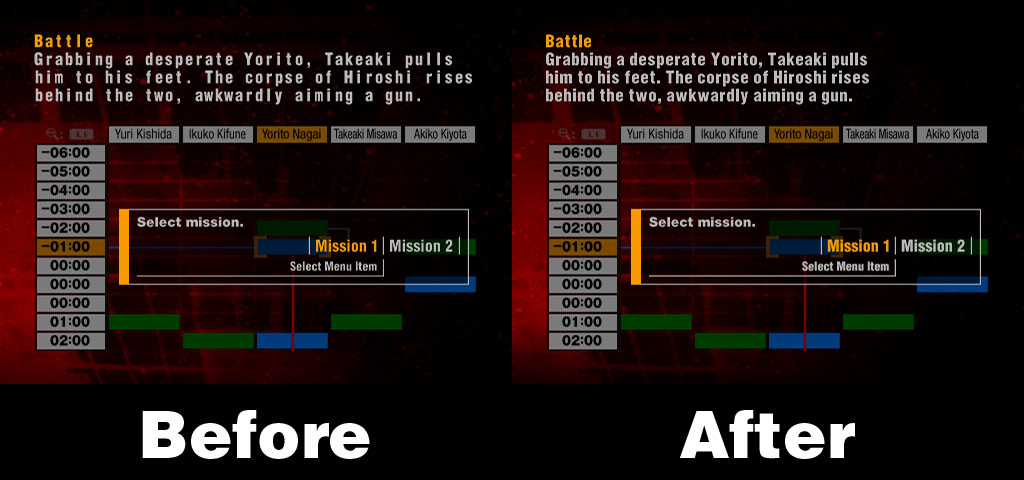 Battle
Grabbing a desperate Yorito, Takeaki pulls
him to his feet. The corpse of Hiroshi rises
behind the two, awkwardly aiming a gun.
L1 Yuri Kishida Ikuko Kifune Yorito Nagai Takeaki Misawa Akiko Kiyota
-06:00
-05:00
-04:00
-03:00
-02:00
-01:00
00:00
00:00
00:00
01:00
02:00
Select mission.
Mission 1 Mission 2
Select Menu Item
Before
Battle
Grabbing a desperate Yorito, Takeaki pulls
him to his feet. The corpse of Hiroshi rises
behind the two, awkwardly aiming a gun.
L1 Yuri Kishida Ikuko Kifune Yorito Nagai Takeaki Misawa Akiko Kiyota
-06:00
-05:00
-04:00
-03:00
-02:00
-01:00
00:00
00:00
00:00
01:00
02:00
Select mission.
Mission 1 Mission 2
Select Menu Item
After